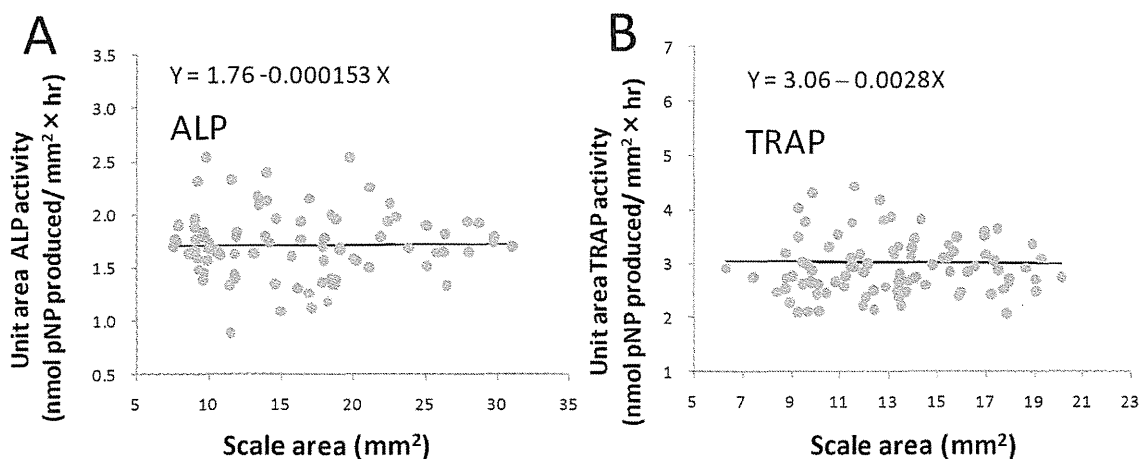 A
Y = 1.76 -0.000153 X
ALP
Unit area ALP activity
(nmol pNP produced/ mm² × hr)
3.5
3.0
2.5
2.0
1.5
1.0
0.5
5 10 15 20 25 30 35
Scale area (mm²)
B
Y = 3.06 – 0.0028X
TRAP
Unit area TRAP activity
(nmol pNP produced/ mm² × hr)
7
6
5
4
3
2
1
5 7 9 11 13 15 17 19 21 23
Scale area (mm²)